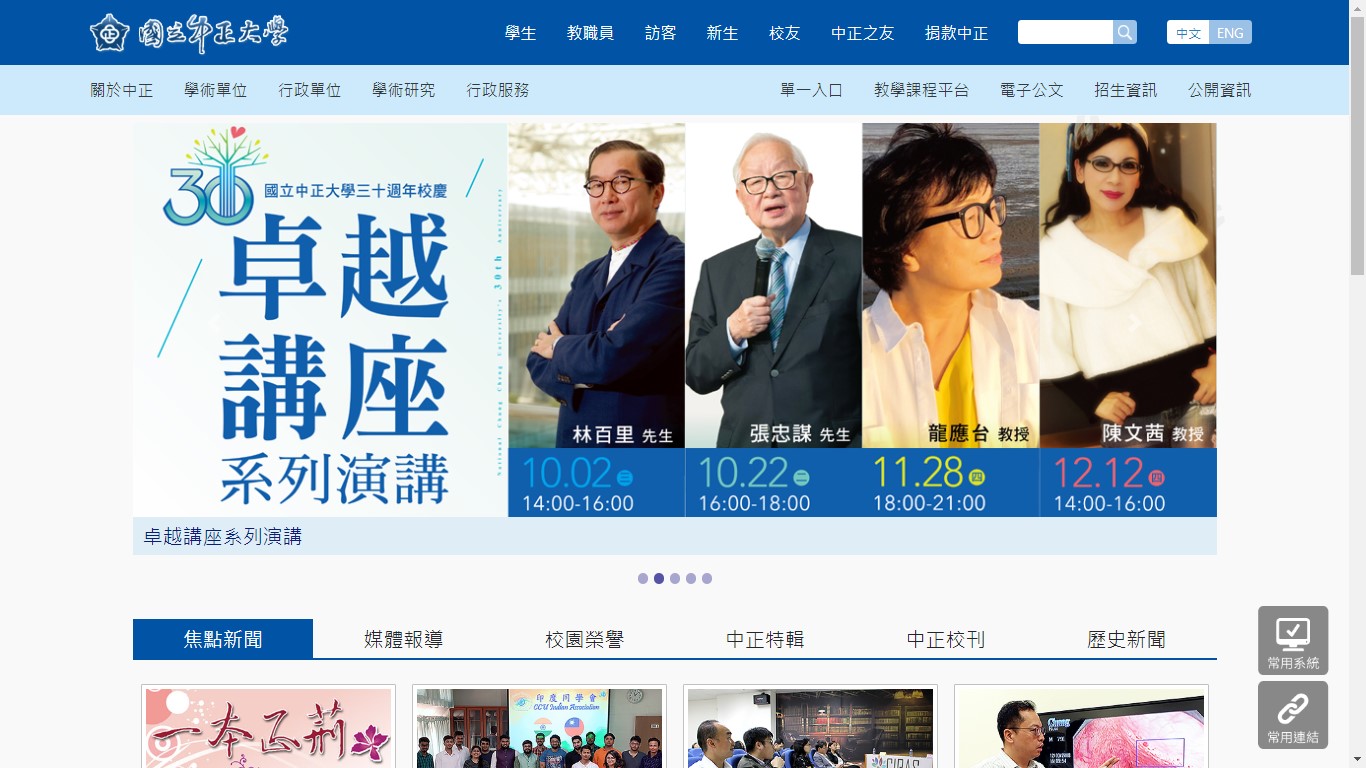 國立中正大學
學生 教職員 訪客 新生 校友 中正之友 捐款中正
中文 ENG
關於中正 學術單位 行政單位 學術研究 行政服務 單一入口 教學課程平台 電子公文 招生資訊 公開資訊
30
國立中正大學三十週年校慶
卓越
講座
系列演講
National Chung Cheng University's 30th Anniversary
林百里 先生
10.02 三
14:00-16:00
張忠謀 先生
10.22 二
16:00-18:00
龍應台 教授
11.28 四
18:00-21:00
陳文茜 教授
12.12 四
14:00-16:00
卓越講座系列演講
焦點新聞 媒體報導 校園榮譽 中正特輯 中正校刊 歷史新聞
常用系統
常用連結
一本正荊
印度同學會
CCU Indian Association